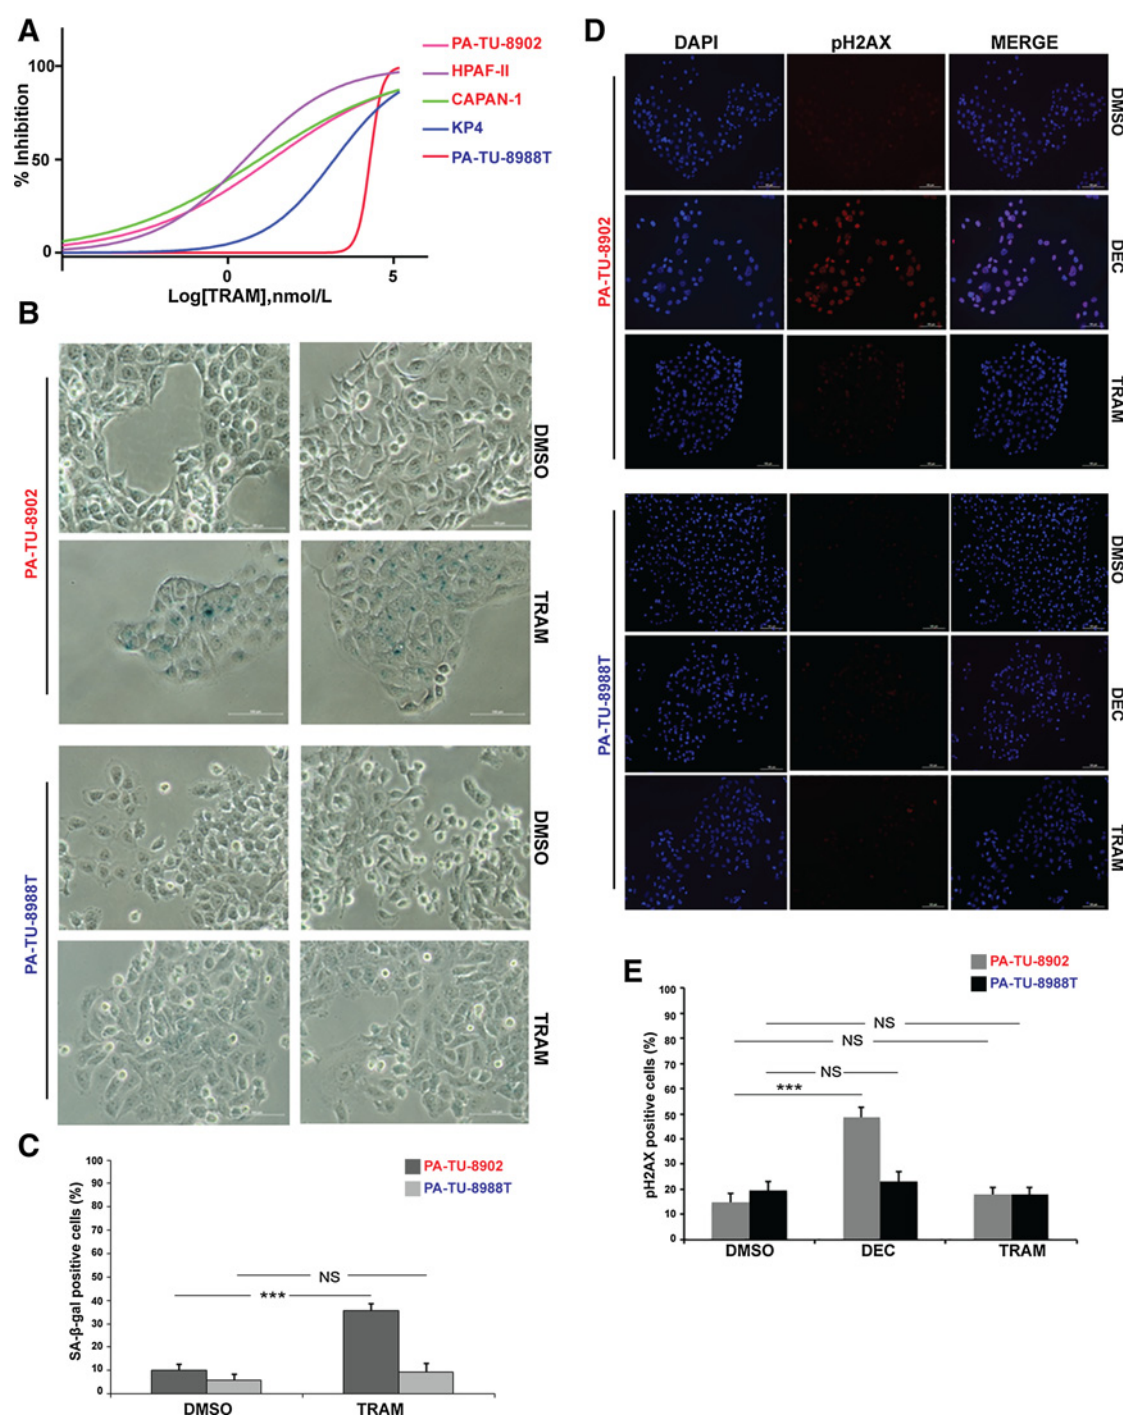 A
100
50
0
% Inhibition
0
5
Log[TRAM],nmol/L
PA-TU-8902
HPAF-II
CAPAN-1
KP4
PA-TU-8988T
B
PA-TU-8902
DMSO
TRAM
PA-TU-8988T
DMSO
TRAM
C
SA-β-gal positive cells (%)
100
90
80
70
60
50
40
30
20
10
0
PA-TU-8902
PA-TU-8988T
NS
***
DMSO
TRAM
D
DAPI
pH2AX
MERGE
PA-TU-8902
DMSO
DEC
TRAM
PA-TU-8988T
DMSO
DEC
TRAM
E
PA-TU-8902
PA-TU-8988T
pH2AX positive cells (%)
100
90
80
70
60
50
40
30
20
10
0
NS
NS
NS
***
DMSO
DEC
TRAM